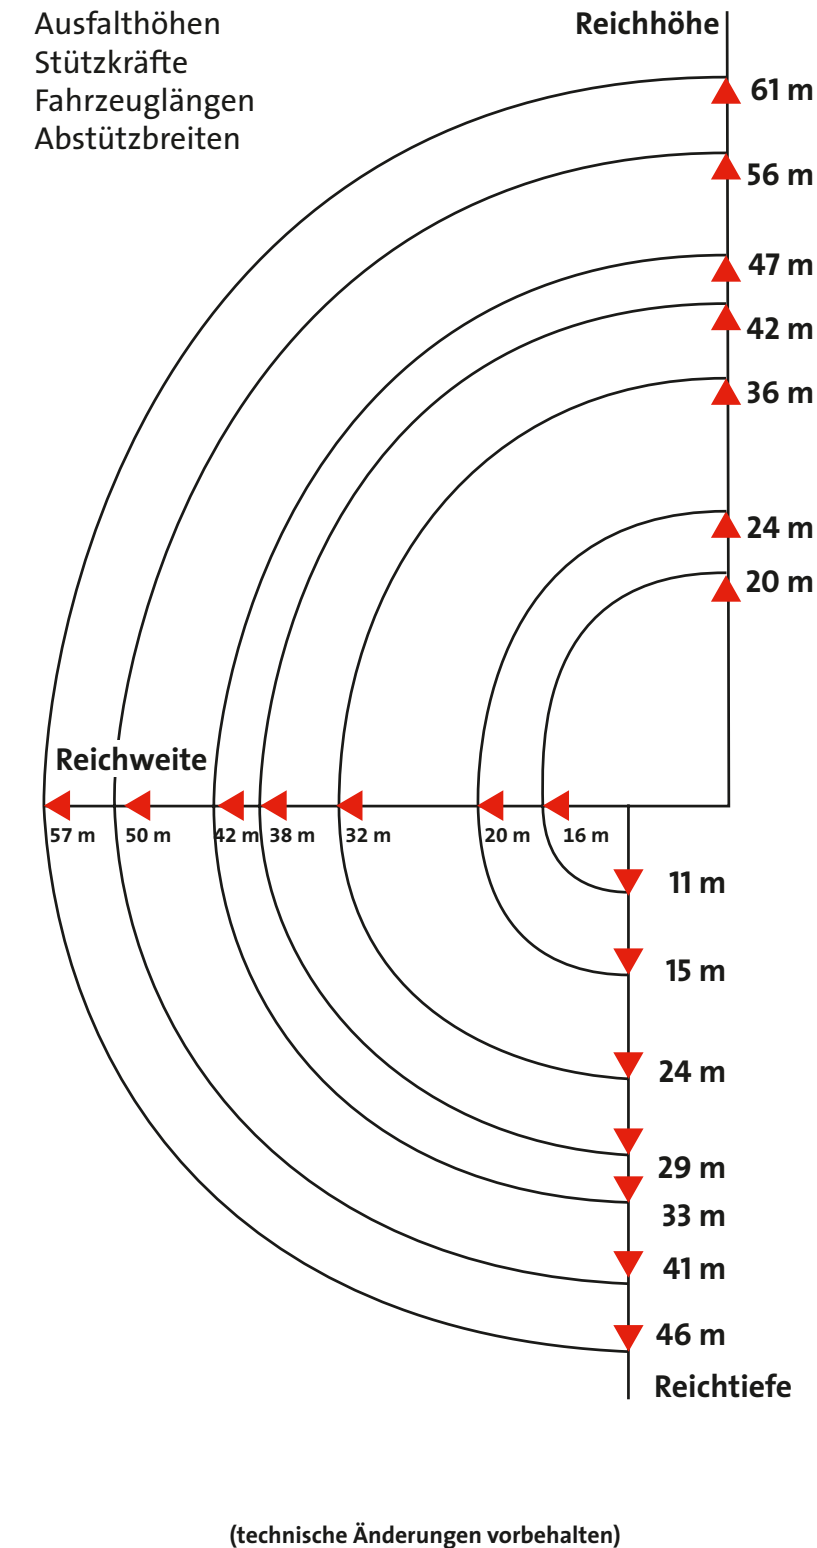 Ausfalthöhen
Stützkräfte
Fahrzeuglängen
Abstützbreiten
Reichhöhe
61 m
56 m
47 m
42 m
36 m
24 m
20 m
Reichweite
57 m 50 m 42 m 38 m 32 m 20 m 16 m
11 m
15 m
24 m
29 m
33 m
41 m
46 m
Reichtiefe
(technische Änderungen vorbehalten)